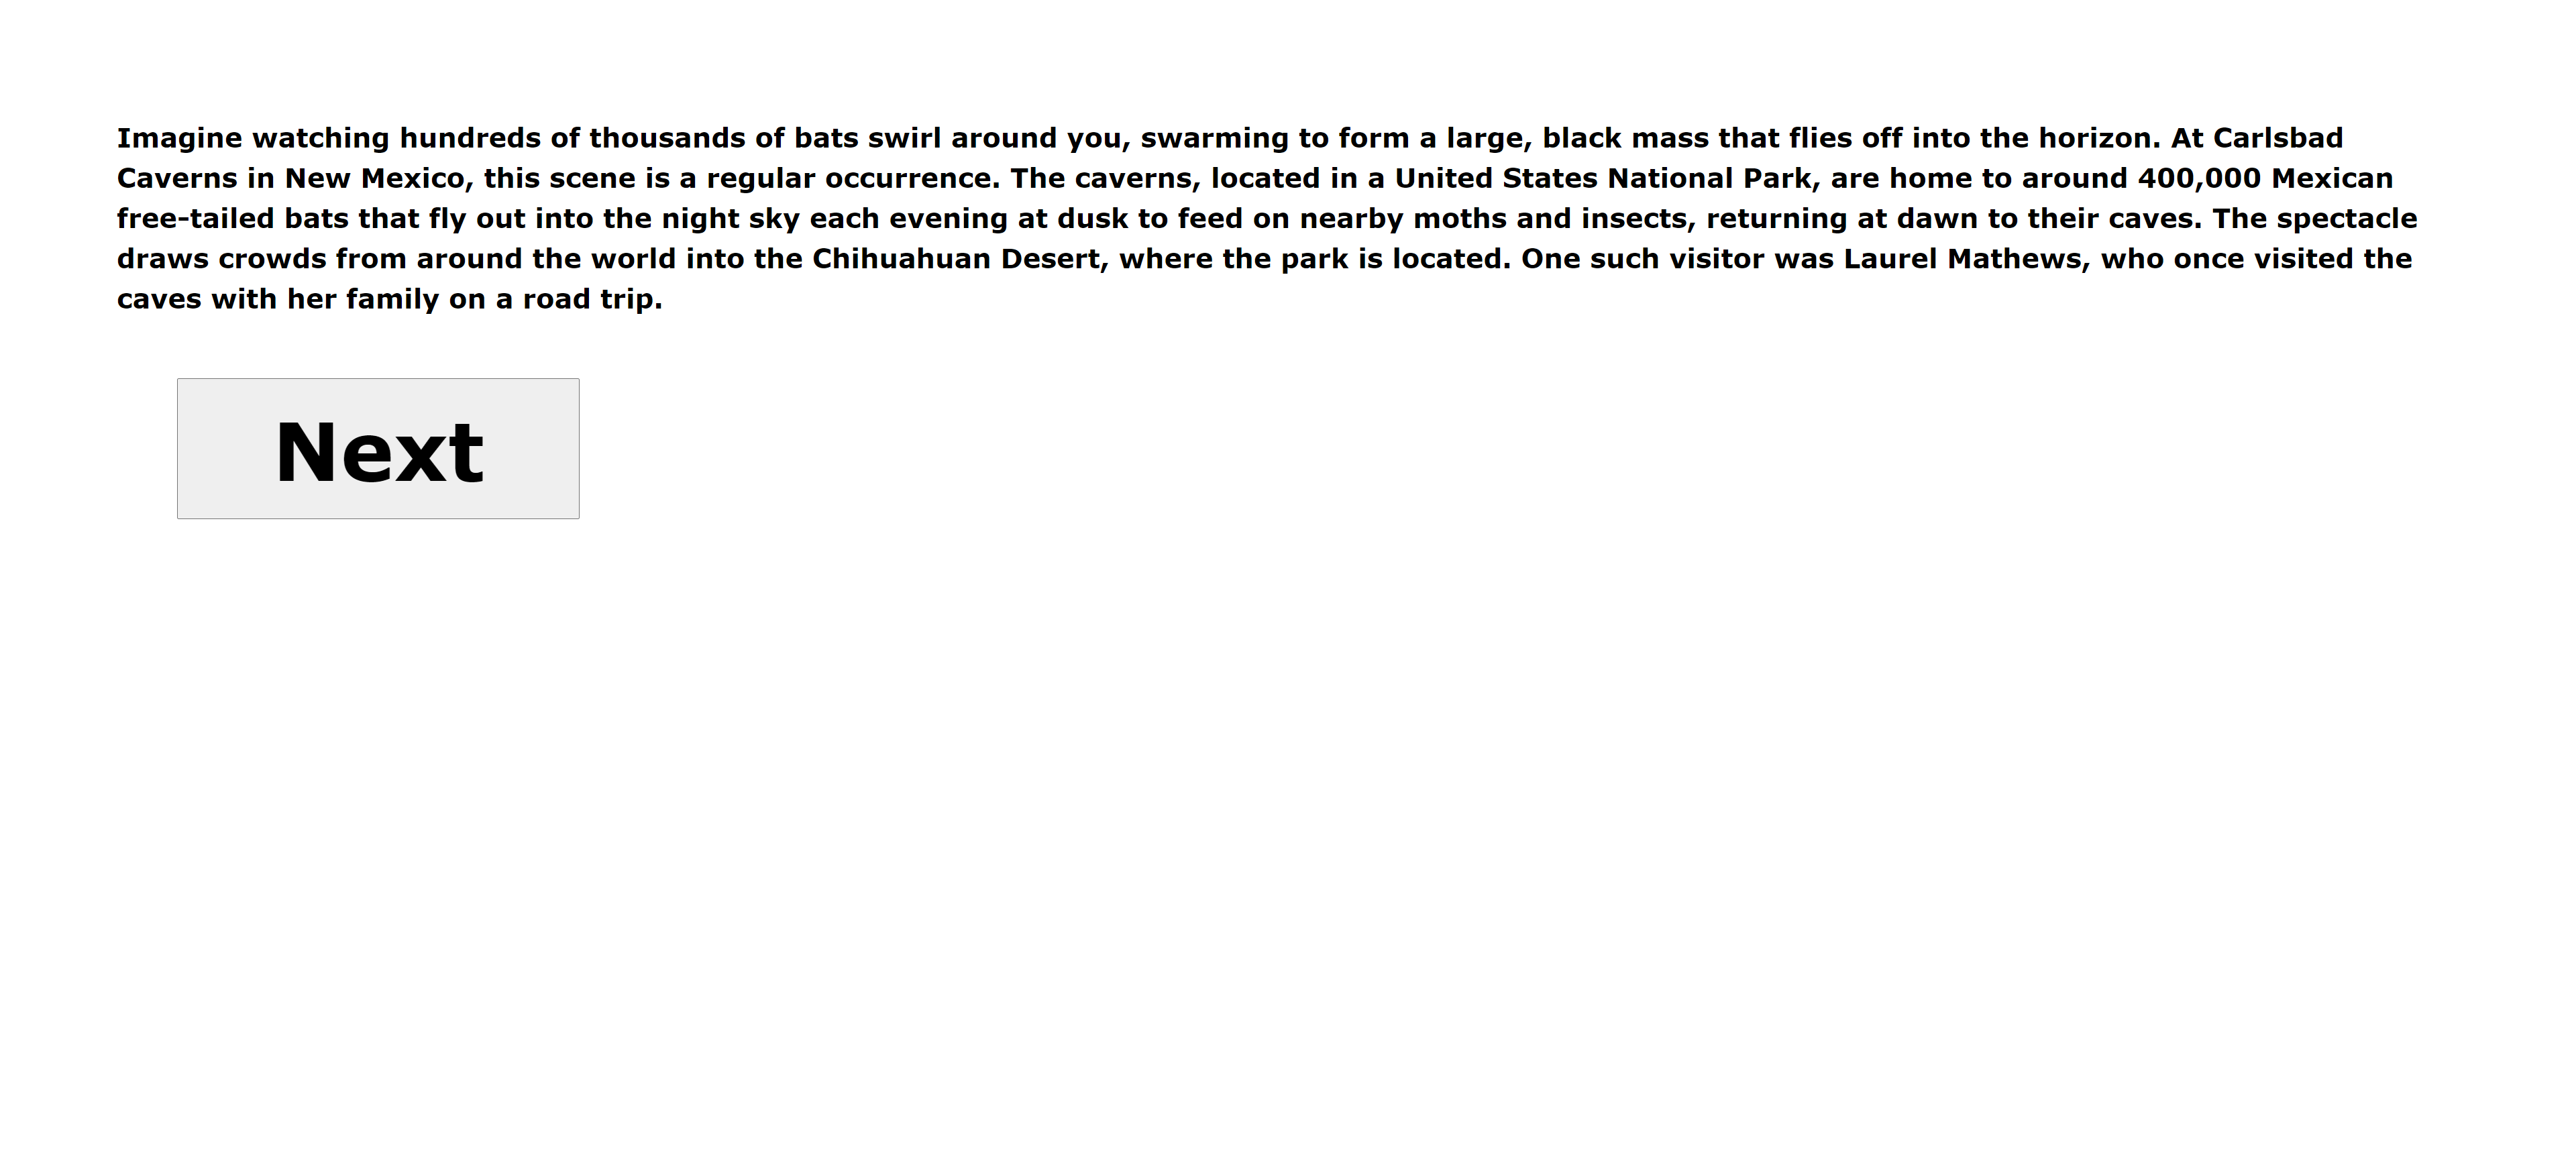 Imagine watching hundreds of thousands of bats swirl around you, swarming to form a large, black mass that flies off into the horizon. At Carlsbad
Caverns in New Mexico, this scene is a regular occurrence. The caverns, located in a United States National Park, are home to around 400,000 Mexican
free–tailed bats that fly out into the night sky each evening at dusk to feed on nearby moths and insects, returning at dawn to their caves. The spectacle
draws crowds from around the world into the Chihuahuan Desert, where the park is located. One such visitor was Laurel Mathews, who once visited the
caves with her family on a road trip.
Next